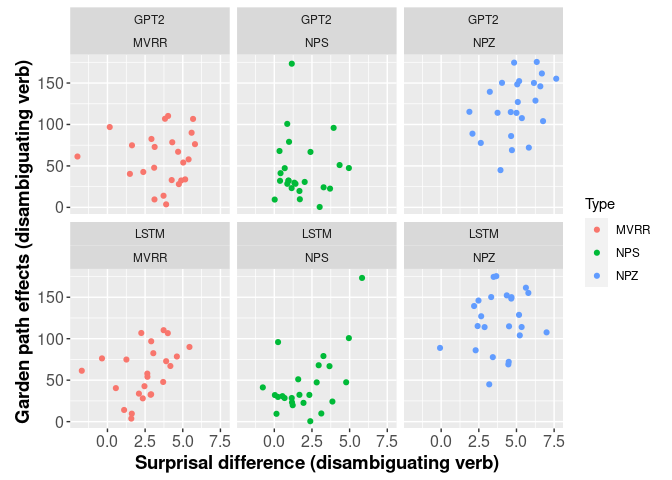 GPT2 GPT2 GPT2
MVRR NPS NPZ
150
100
50
0
LSTM LSTM LSTM
MVRR NPS NPZ
150
100
50
0
0.0 2.5 5.0 7.5 0.0 2.5 5.0 7.5 0.0 2.5 5.0 7.5
Surprisal difference (disambiguating verb)
Garden path effects (disambiguating verb)
Type
MVRR
NPS
NPZ